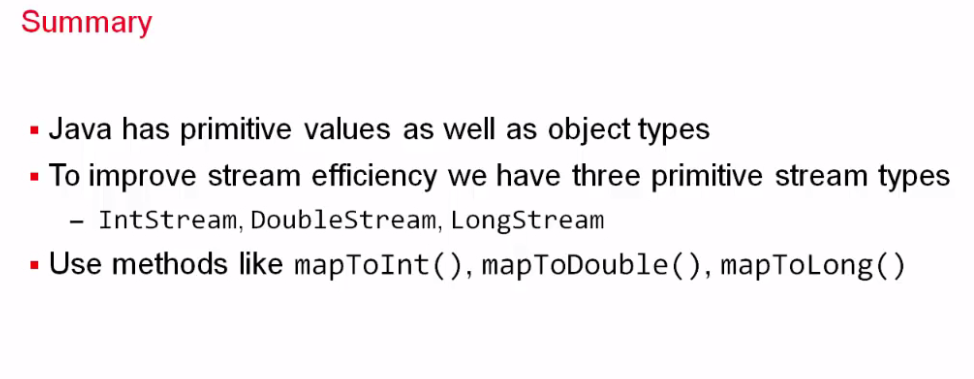 Summary
▪ Java has primitive values as well as object types
▪ To improve stream efficiency we have three primitive stream types
– IntStream, DoubleStream, LongStream
▪ Use methods like mapToInt(), mapToDouble(), mapToLong()